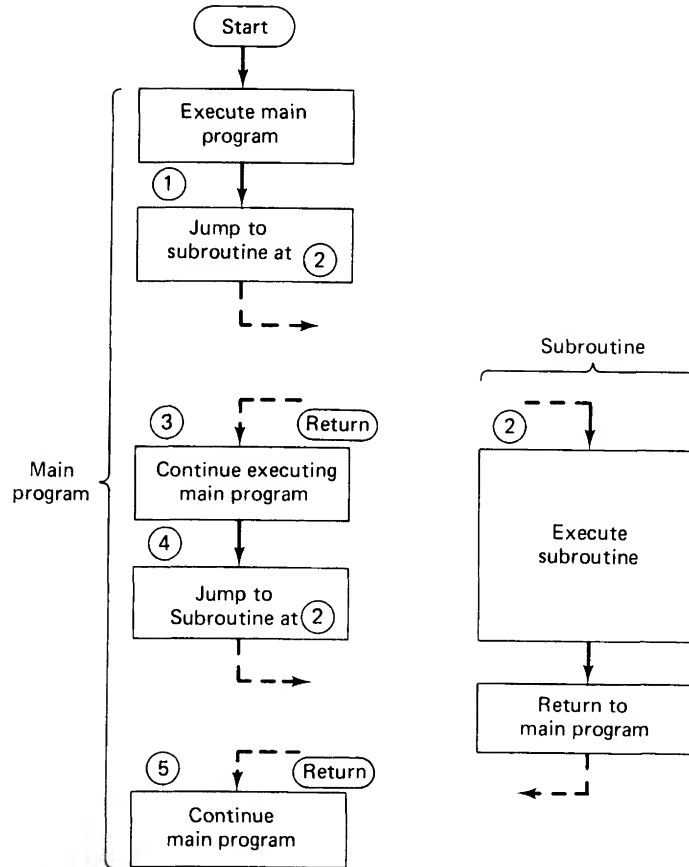 Start
Execute main
program
1
Jump to
subroutine at 2
Subroutine
3
Return
2
Main
program
Continue executing
main program
4
Execute
subroutine
Jump to
Subroutine at 2
Return to
main program
5
Return
Continue
main program